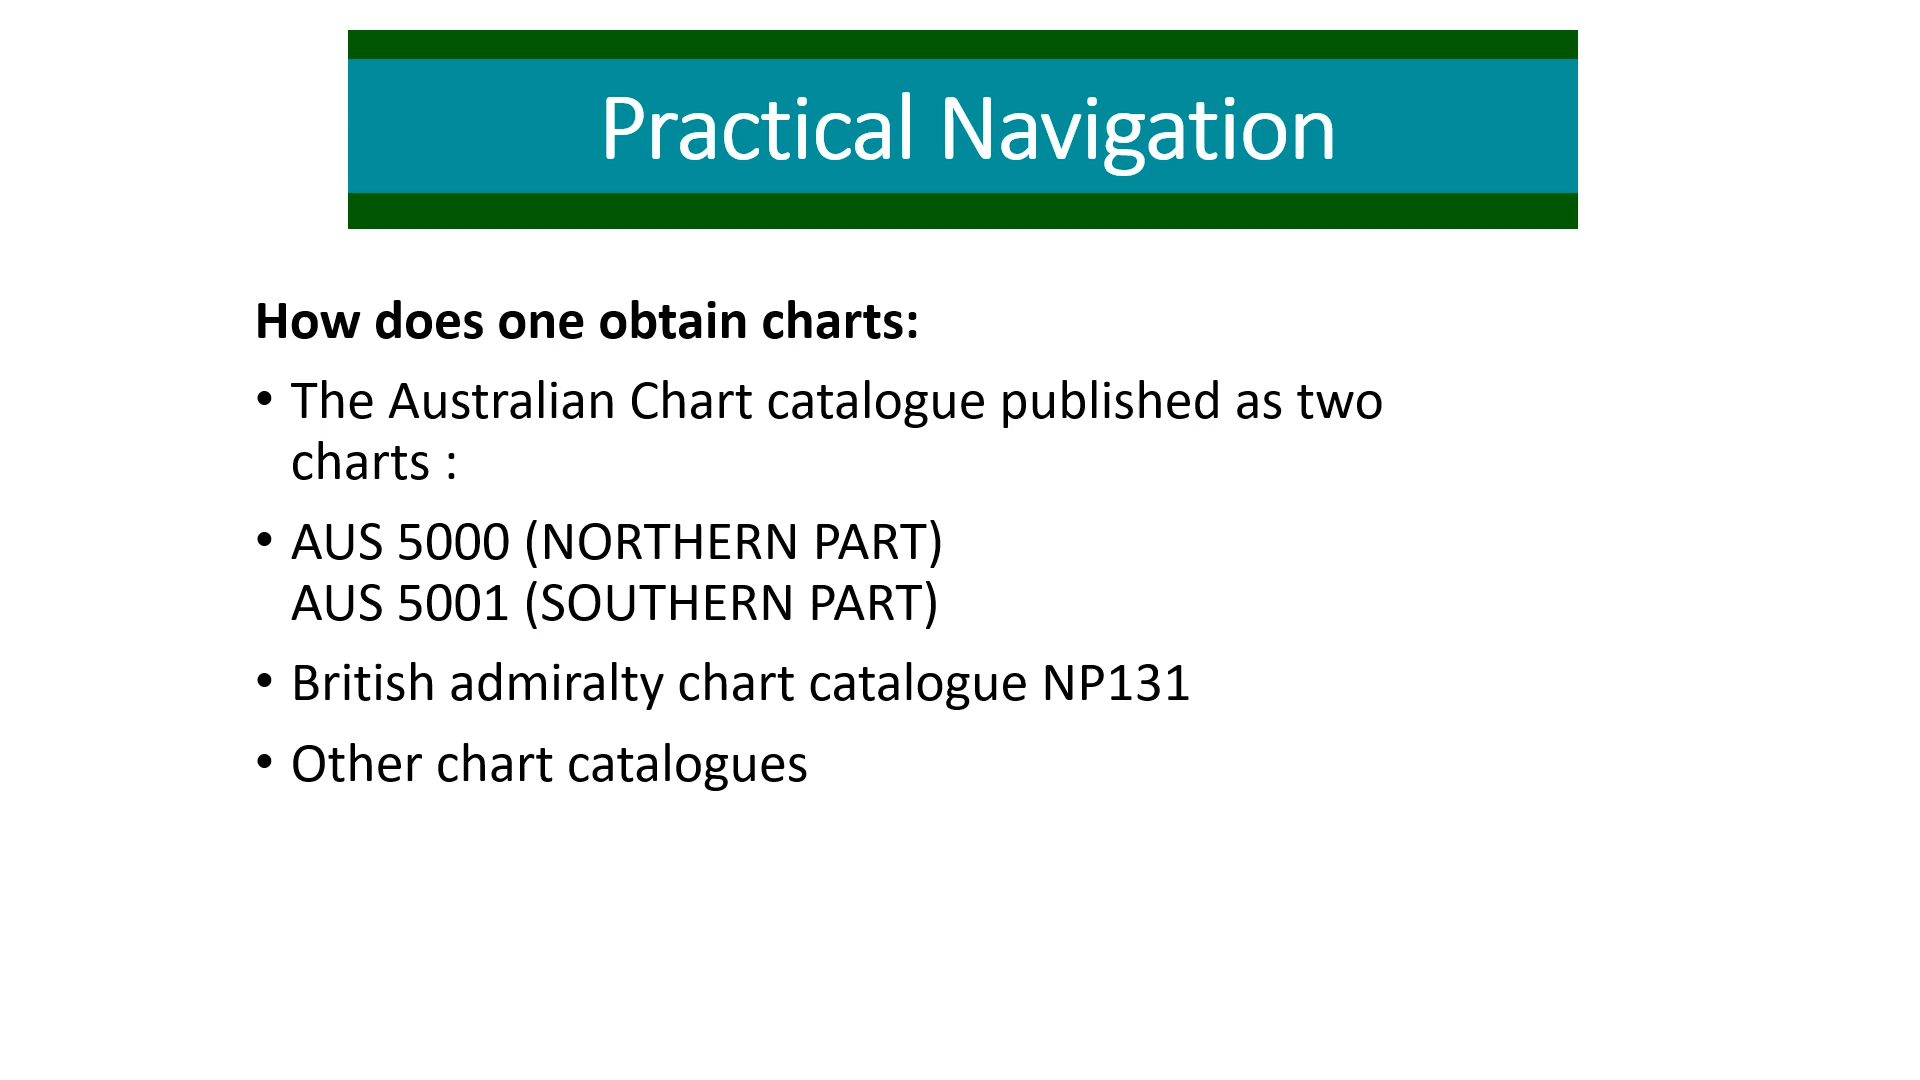 Practical Navigation
How does one obtain charts:
• The Australian Chart catalogue published as two
charts :
• AUS 5000 (NORTHERN PART)
AUS 5001 (SOUTHERN PART)
• British admiralty chart catalogue NP131
• Other chart catalogues